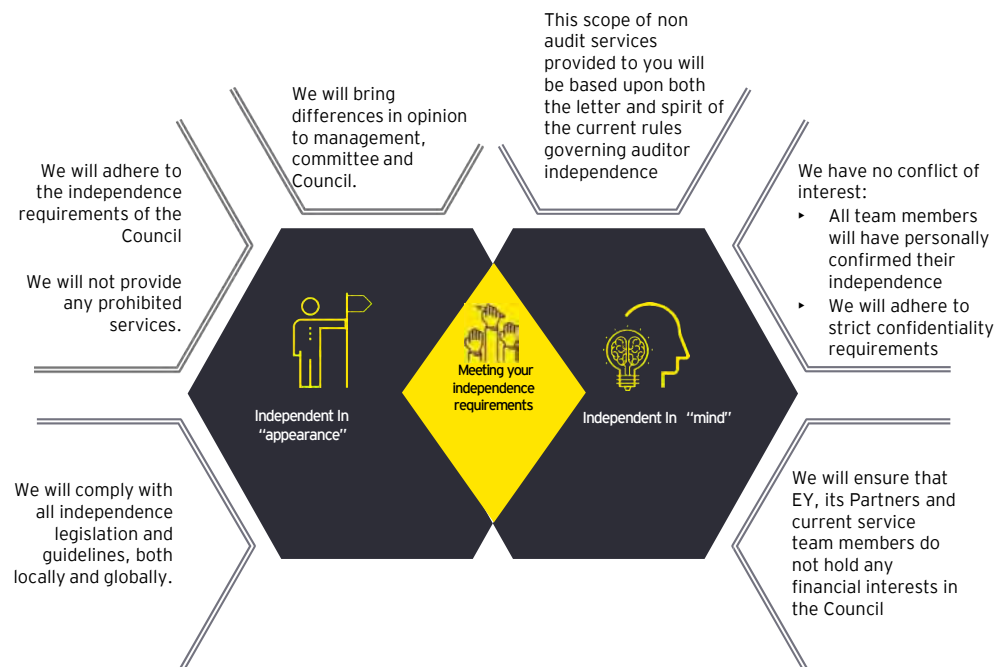 We will bring
differences in opinion
to management,
committee and
Council.
This scope of non
audit services
provided to you will
be based upon both
the letter and spirit of
the current rules
governing auditor
independence
We will adhere to
the independence
requirements of the
Council
We will not provide
any prohibited
services.
We have no conflict of
interest:
‣ All team members
will have personally
confirmed their
independence
‣ We will adhere to
strict confidentiality
requirements
Independent In
“appearance”
Meeting your
independence
requirements
Independent In “mind”
We will comply with
all independence
legislation and
guidelines, both
locally and globally.
We will ensure that
EY, its Partners and
current service
team members do
not hold any
financial interests in
the Council